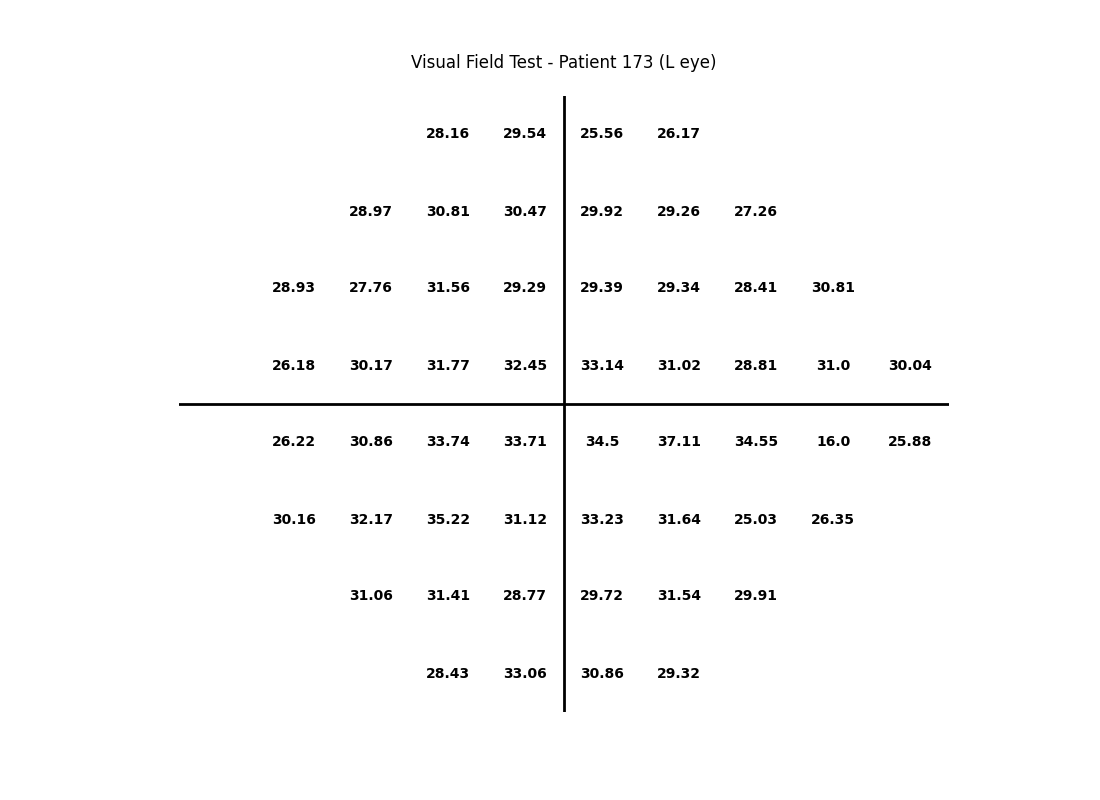 Visual Field Test - Patient 173 (L eye)
28.16 29.54 25.56 26.17
28.97 30.81 30.47 29.92 29.26 27.26
28.93 27.76 31.56 29.29 29.39 29.34 28.41 30.81
26.18 30.17 31.77 32.45 33.14 31.02 28.81 31.0 30.04
26.22 30.86 33.74 33.71 34.5 37.11 34.55 16.0 25.88
30.16 32.17 35.22 31.12 33.23 31.64 25.03 26.35
31.06 31.41 28.77 29.72 31.54 29.91
28.43 33.06 30.86 29.32